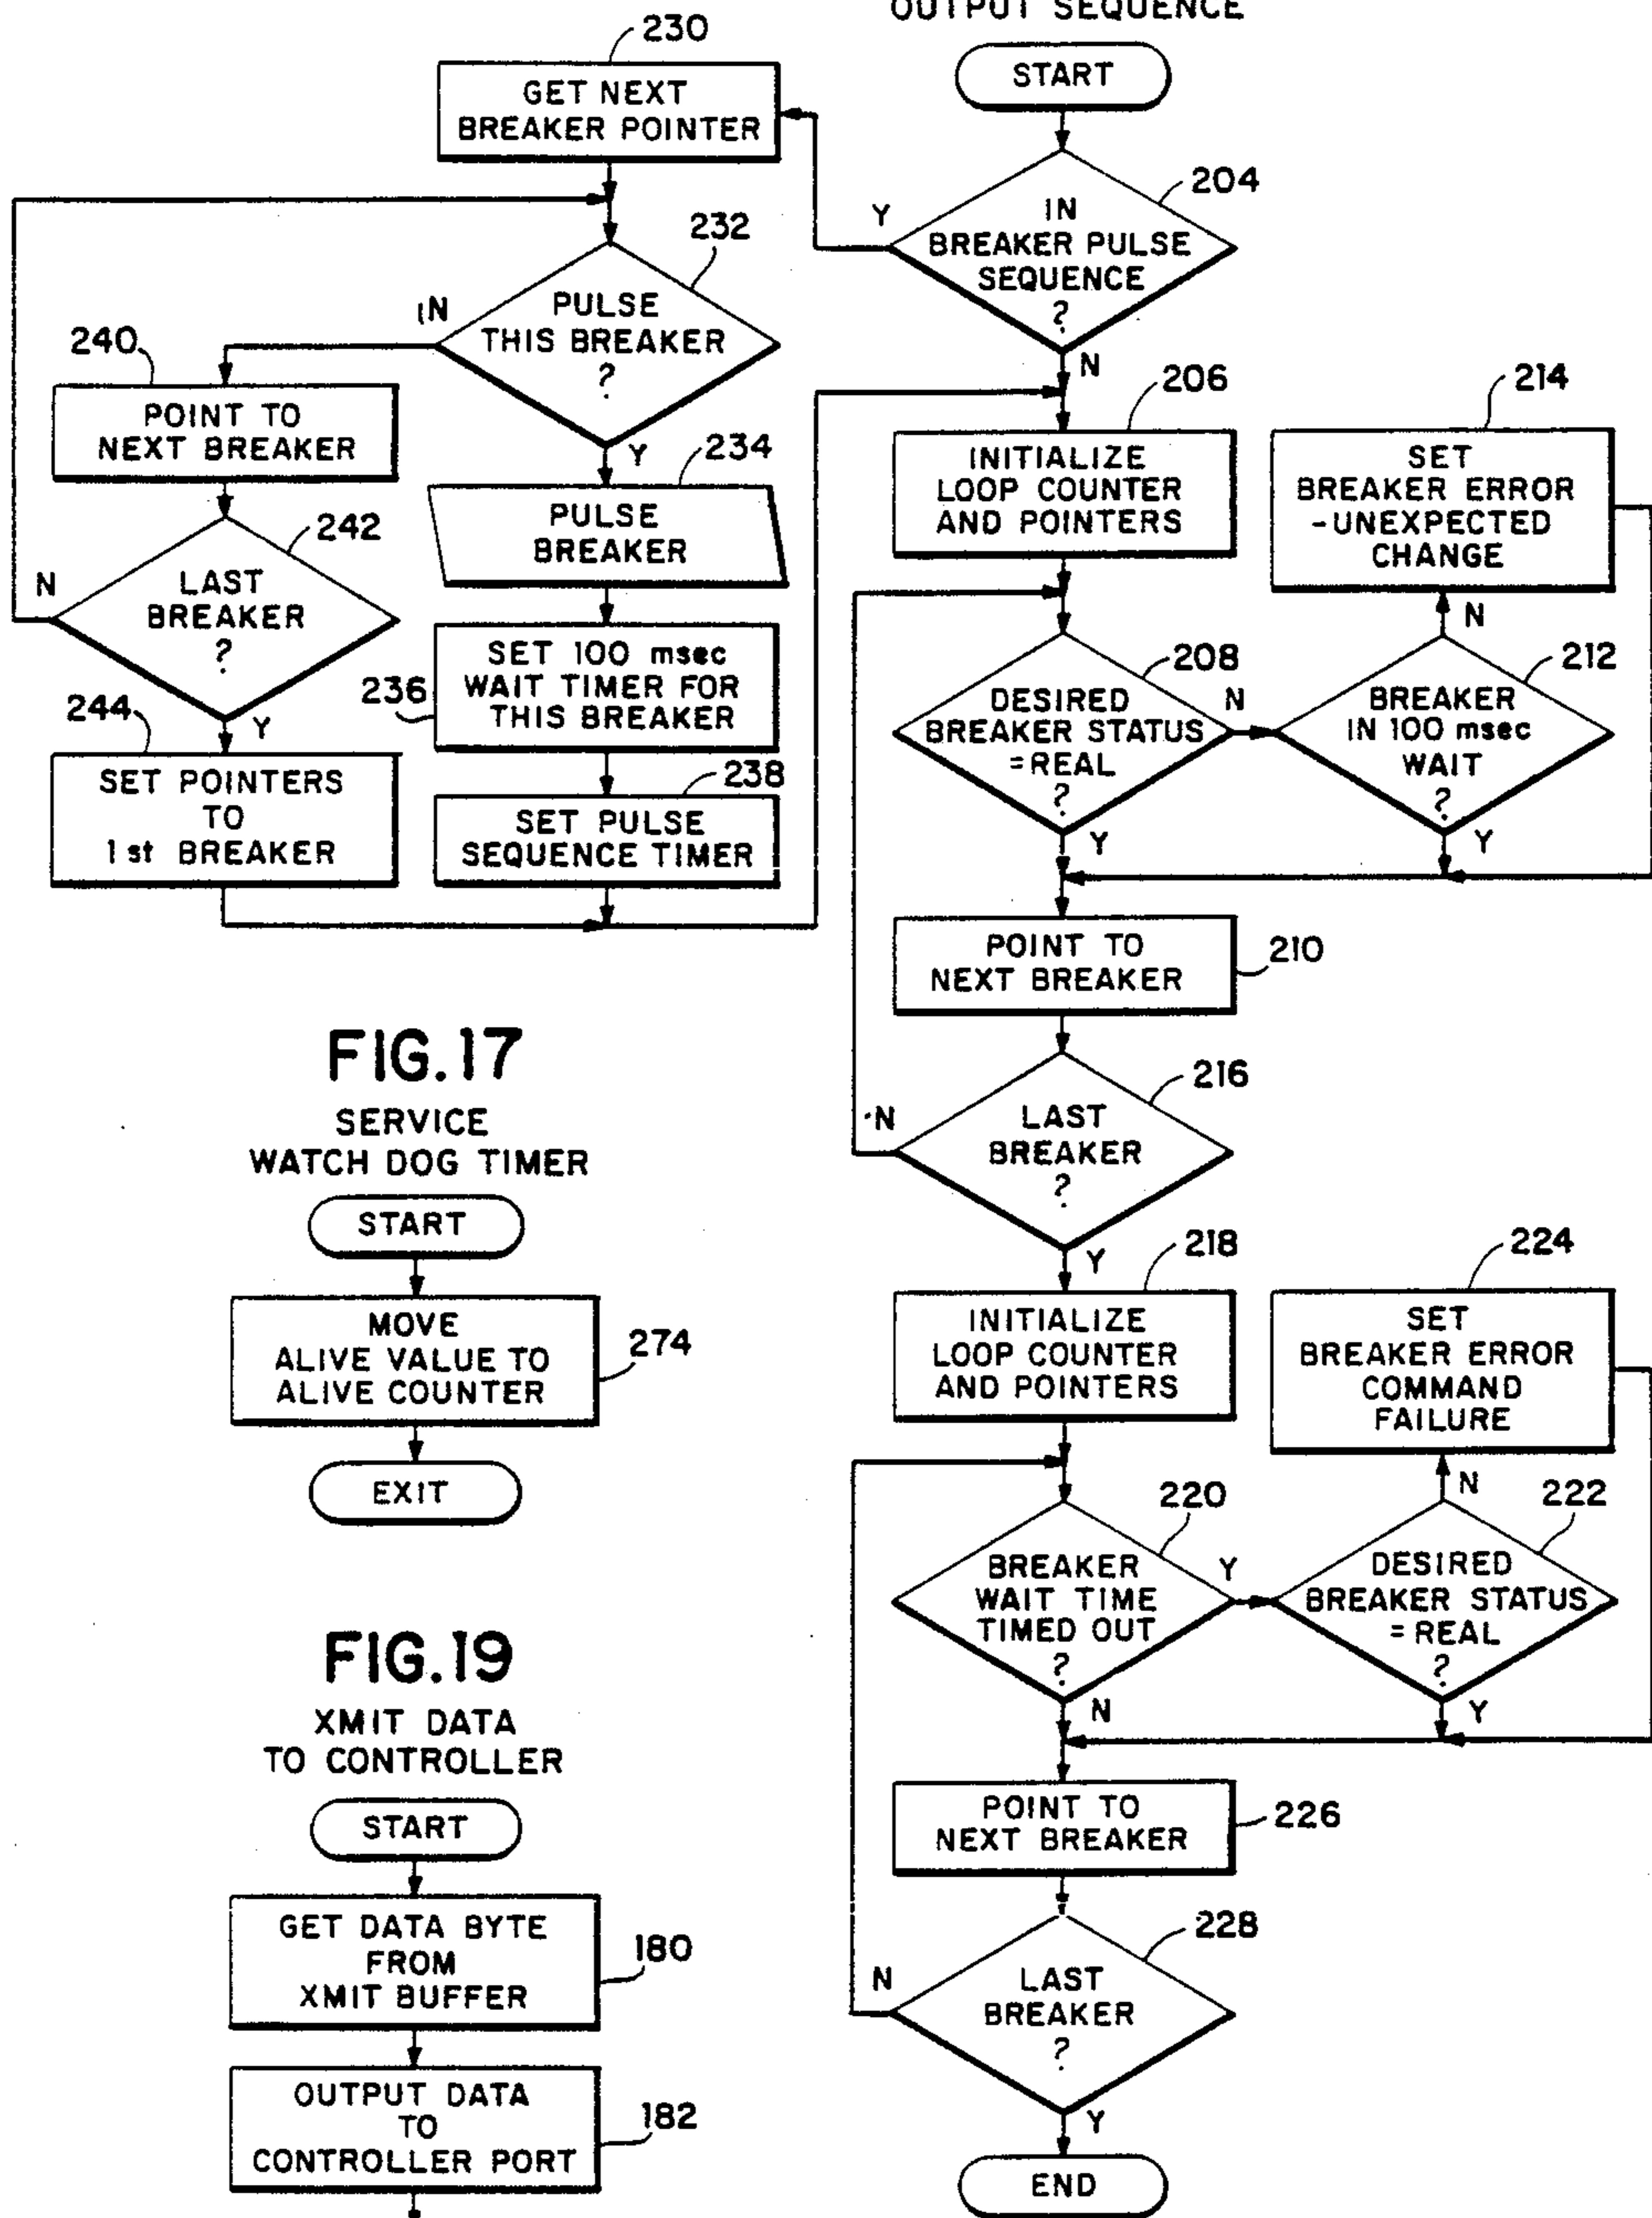 OUTPUT SEQUENCE
START
204
IN
BREAKER PULSE
SEQUENCE
?
Y
N
230
GET NEXT
BREAKER POINTER
232
PULSE
THIS BREAKER
?
N
Y
240
POINT TO
NEXT BREAKER
242
LAST
BREAKER
?
N
Y
244
SET POINTERS
TO
1st BREAKER
234
PULSE
BREAKER
236
SET 100 msec
WAIT TIMER FOR
THIS BREAKER
238
SET PULSE
SEQUENCE TIMER
206
INITIALIZE
LOOP COUNTER
AND POINTERS
208
DESIRED
BREAKER STATUS
=REAL
?
N
Y
212
BREAKER
IN 100 msec
WAIT
?
N
Y
214
SET
BREAKER ERROR
-UNEXPECTED
CHANGE
POINT TO
NEXT BREAKER
210
216
LAST
BREAKER
?
N
Y
218
INITIALIZE
LOOP COUNTER
AND POINTERS
220
BREAKER
WAIT TIME
TIMED OUT
?
Y
N
222
DESIRED
BREAKER STATUS
=REAL
?
N
Y
224
SET
BREAKER ERROR
COMMAND
FAILURE
POINT TO
NEXT BREAKER
226
228
LAST
BREAKER
?
N
Y
END
FIG.17
SERVICE
WATCH DOG TIMER
START
MOVE
ALIVE VALUE TO
ALIVE COUNTER
274
EXIT
FIG.19
XMIT DATA
TO CONTROLLER
START
GET DATA BYTE
FROM
XMIT BUFFER
180
OUTPUT DATA
TO
CONTROLLER PORT
182